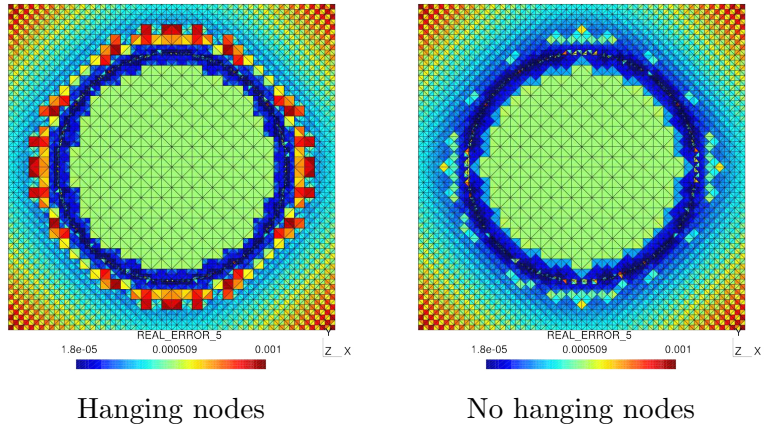 REAL_ERROR_5
1.8e-05 0.000509 0.001
Y
Z X
Hanging nodes
REAL_ERROR_5
1.8e-05 0.000509 0.001
Y
Z X
No hanging nodes